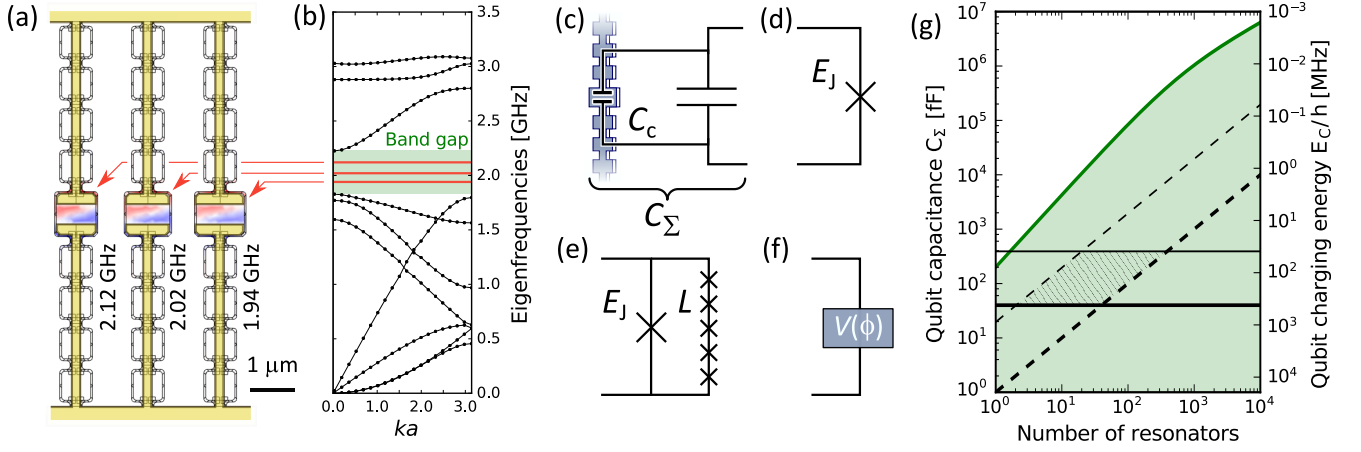 (a)
2.12 GHz
2.02 GHz
1.94 GHz
1 μm
(b)
Band gap
3.5
3.0
2.5
2.0
1.5
1.0
0.5
0.0
Eigenfrequencies [GHz]
0.0
1.0
2.0
3.0
ka
(c)
C_c
C_Σ
(d)
E_J
(e)
E_J
L
(f)
V(ϕ)
(g)
10^7
10^6
10^5
10^4
10^3
10^2
10^1
10^0
Qubit capacitance C_Σ [fF]
10^0
10^1
10^2
10^3
10^4
Number of resonators
10^-3
10^-2
10^-1
10^0
10^1
10^2
10^3
10^4
Qubit charging energy E_C/h [MHz]